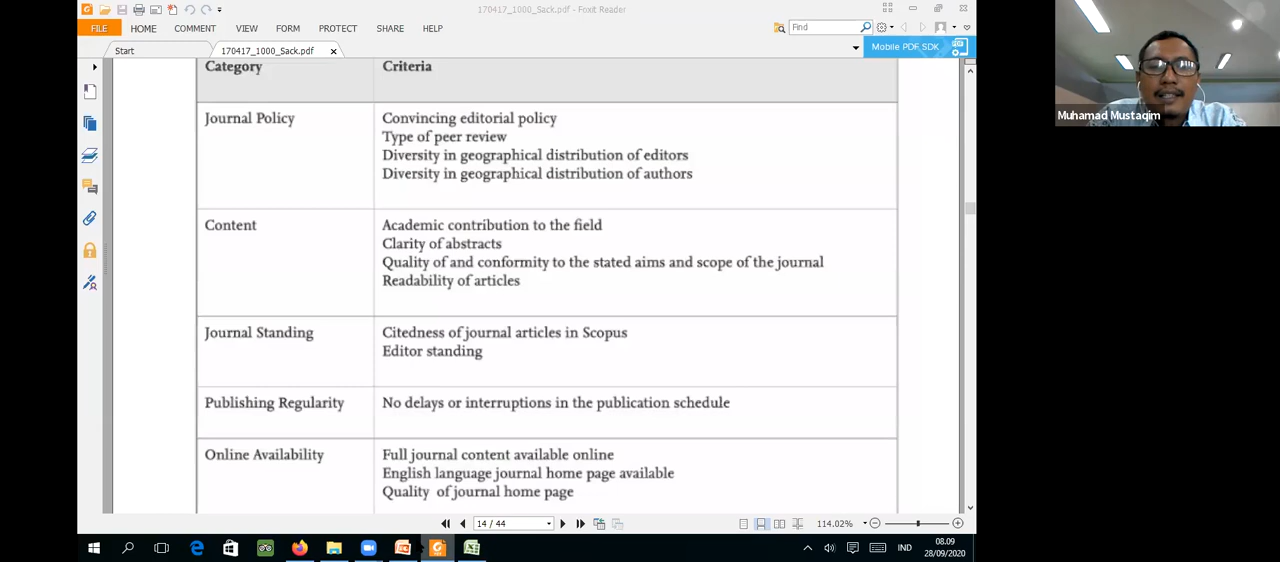 170417_1000_Sack.pdf - Foxit Reader
FILE HOME COMMENT VIEW FORM PROTECT SHARE HELP
Find
Start 170417_1000_Sack.pdf
Mobile PDF SDK
Muhamad Mustaqim
Category Criteria
Journal Policy Convincing editorial policy
Type of peer review
Diversity in geographical distribution of editors
Diversity in geographical distribution of authors
Content Academic contribution to the field
Clarity of abstracts
Quality of and conformity to the stated aims and scope of the journal
Readability of articles
Journal Standing Citedness of journal articles in Scopus
Editor standing
Publishing Regularity No delays or interruptions in the publication schedule
Online Availability Full journal content available online
English language journal home page available
Quality of journal home page
14 / 44 114.02%
IND 08.09
28/09/2020